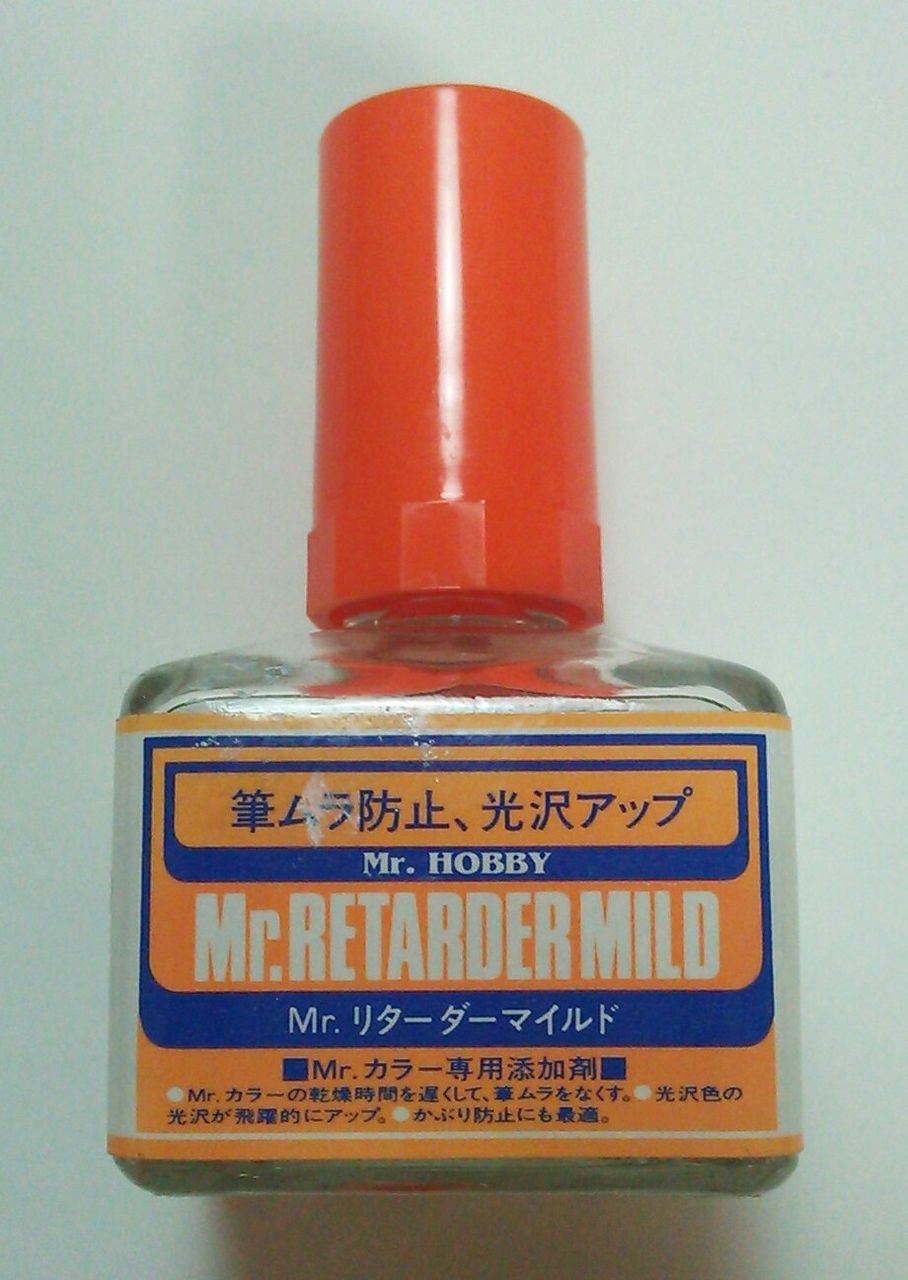 筆ムラ防止、光沢アップ
Mr. HOBBY
Mr.RETARDER MILD
Mr.リターダーマイルド
■Mr.カラー専用添加剤■
●Mr.カラーの乾燥時間を遅くして、筆ムラをなくす。●光沢色の
光沢が飛躍的にアップ。●かぶり防止にも最適。